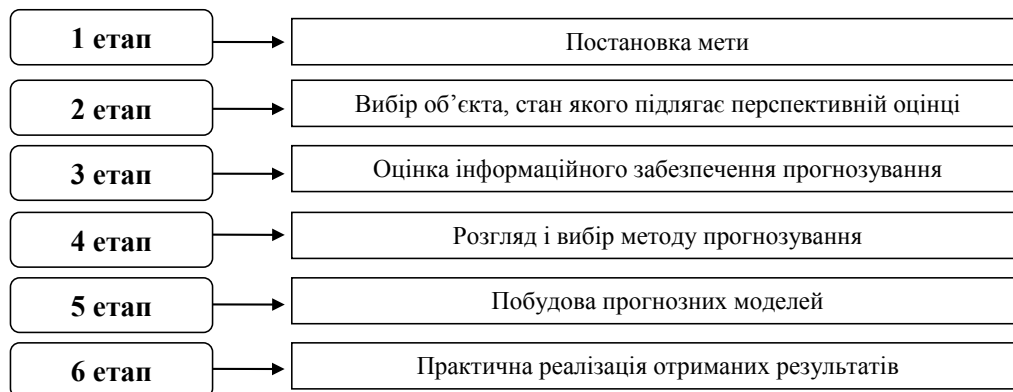 1 етап
Постановка мети
2 етап
Вибір об’єкта, стан якого підлягає перспективній оцінці
3 етап
Оцінка інформаційного забезпечення прогнозування
4 етап
Розгляд і вибір методу прогнозування
5 етап
Побудова прогнозних моделей
6 етап
Практична реалізація отриманих результатів